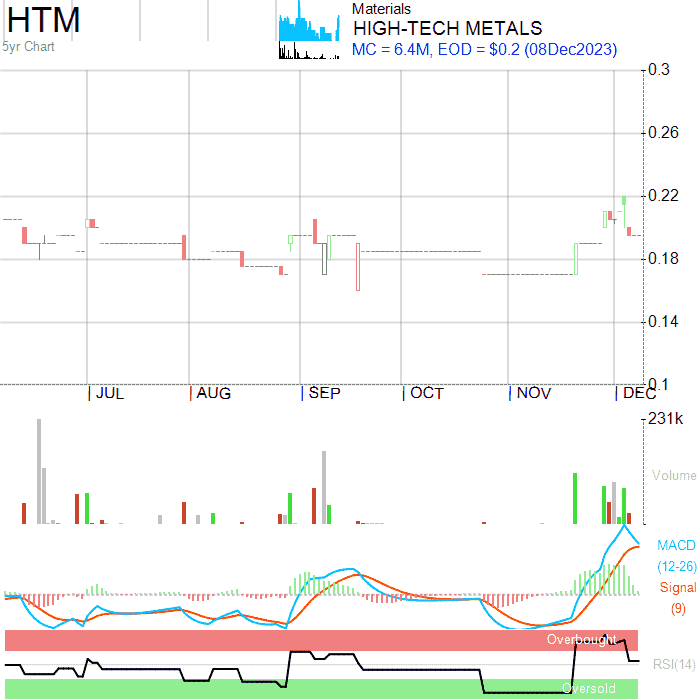 HTM
5yr Chart
Materials
HIGH-TECH METALS
MC = 6.4M, EOD = $0.2 (08Dec2023)
0.3
0.26
0.22
0.18
0.14
0.1
JUL AUG SEP OCT NOV DEC
231k
Volume
MACD
(12-26)
Signal
(9)
Overbought
RSI(14)
Oversold